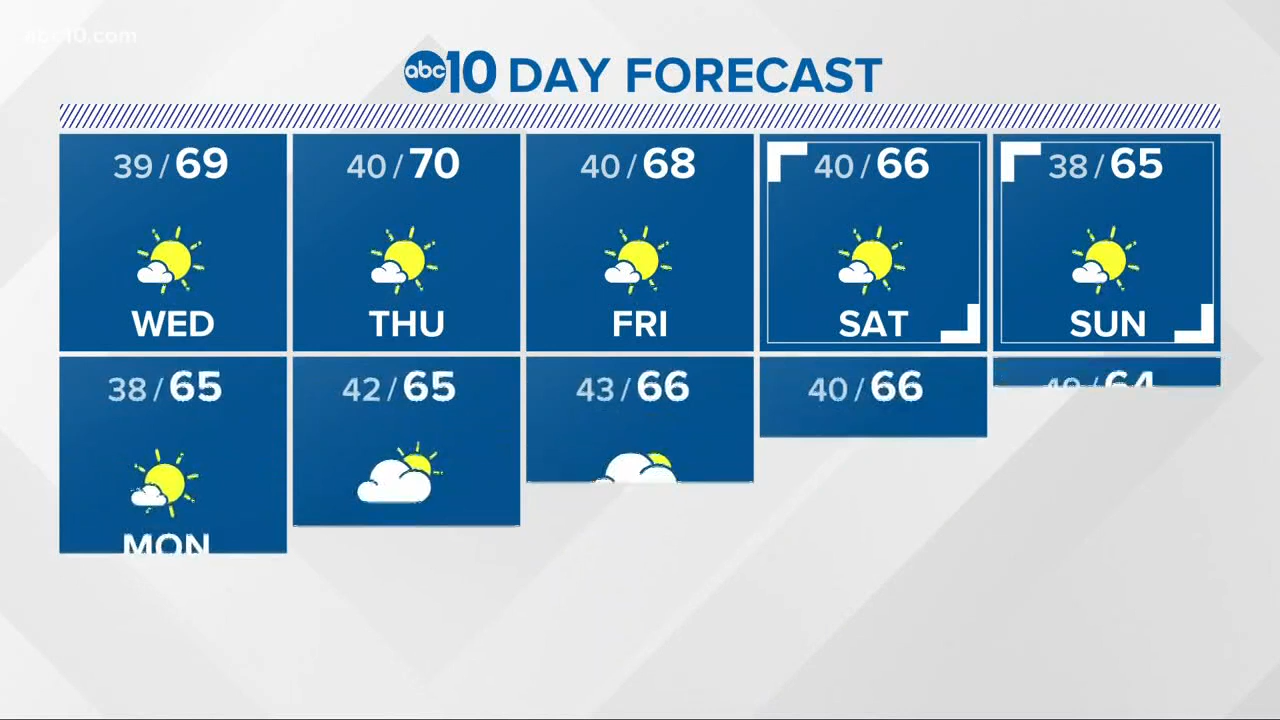 abc10.com
abc10 DAY FORECAST
39/69
40/70
40/68
40/66
38/65
WED
THU
FRI
SAT
SUN
38/65
42/65
43/66
40/66
MON